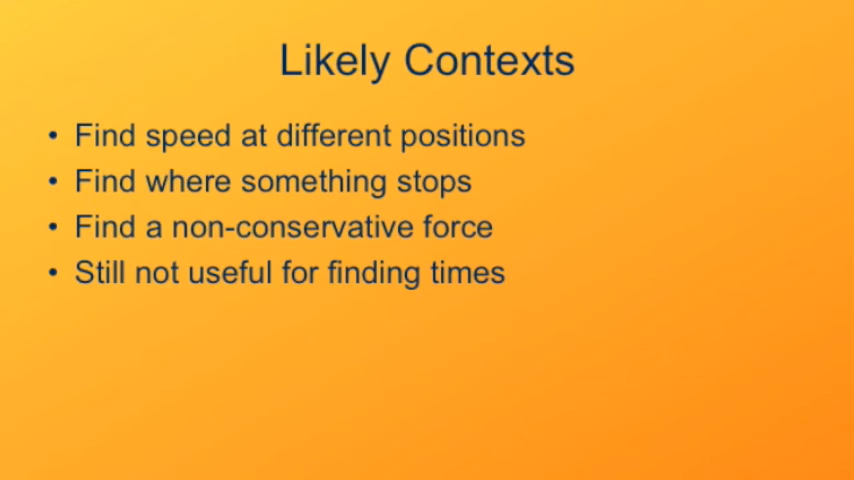 Likely Contexts
• Find speed at different positions
• Find where something stops
• Find a non-conservative force
• Still not useful for finding times